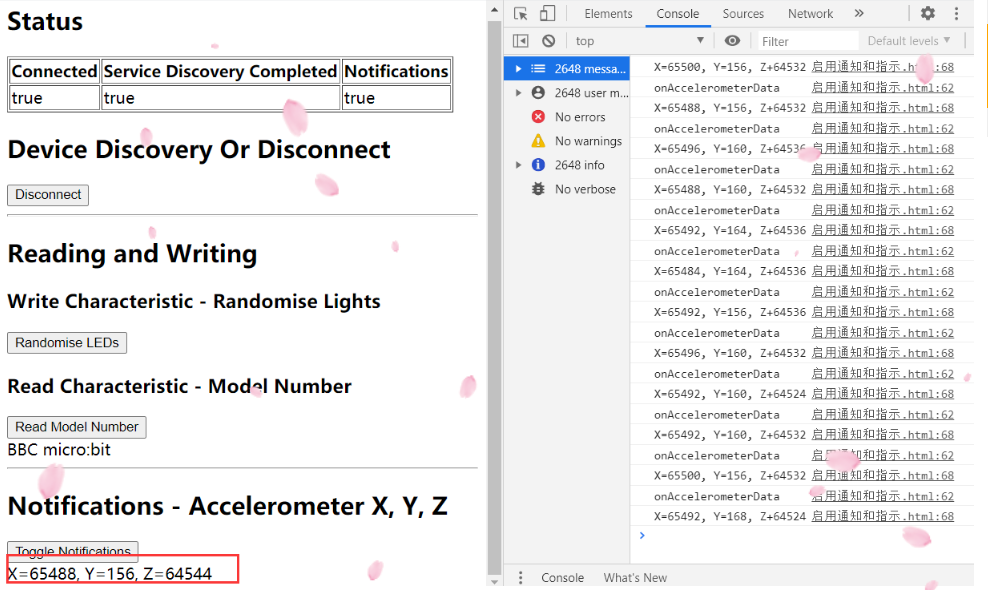 Status
Connected Service Discovery Completed Notifications
true true true
Device Discovery Or Disconnect
Disconnect
Reading and Writing
Write Characteristic - Randomise Lights
Randomise LEDs
Read Characteristic - Model Number
Read Model Number
BBC micro:bit
Notifications - Accelerometer X, Y, Z
Toggle Notifications
X=65488, Y=156, Z=64544
Elements Console Sources Network »
top Filter Default levels
2648 messa...
2648 user m...
No errors
No warnings
2648 info
No verbose
X=65500, Y=156, Z+64532 启用通知和指示.html:68
onAccelerometerData 启用通知和指示.html:62
X=65488, Y=156, Z+64532 启用通知和指示.html:68
onAccelerometerData 启用通知和指示.html:62
X=65496, Y=160, Z+64536 启用通知和指示.html:68
onAccelerometerData 启用通知和指示.html:62
X=65488, Y=160, Z+64532 启用通知和指示.html:68
onAccelerometerData 启用通知和指示.html:62
X=65492, Y=164, Z+64536 启用通知和指示.html:68
onAccelerometerData 启用通知和指示.html:62
X=65484, Y=164, Z+64536 启用通知和指示.html:68
onAccelerometerData 启用通知和指示.html:62
X=65492, Y=156, Z+64536 启用通知和指示.html:68
onAccelerometerData 启用通知和指示.html:62
X=65496, Y=160, Z+64532 启用通知和指示.html:68
onAccelerometerData 启用通知和指示.html:62
X=65492, Y=160, Z+64524 启用通知和指示.html:68
onAccelerometerData 启用通知和指示.html:62
X=65492, Y=160, Z+64532 启用通知和指示.html:68
onAccelerometerData 启用通知和指示.html:62
X=65500, Y=156, Z+64532 启用通知和指示.html:68
onAccelerometerData 启用通知和指示.html:62
X=65492, Y=168, Z+64524 启用通知和指示.html:68
Console What's New